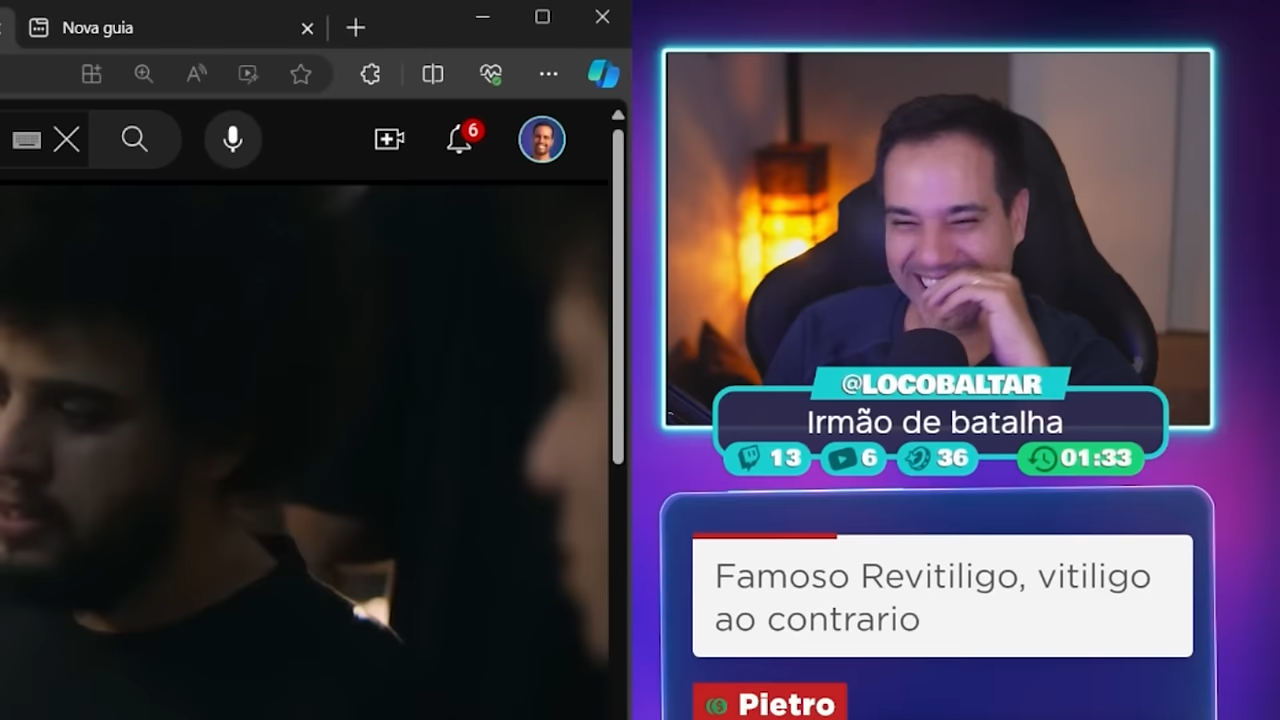 Nova guia
6
@LOCOBALTAR
Irmão de batalha
13 6 36 01:33
Famoso Revitiligo, vitiligo
ao contrario
Pietro